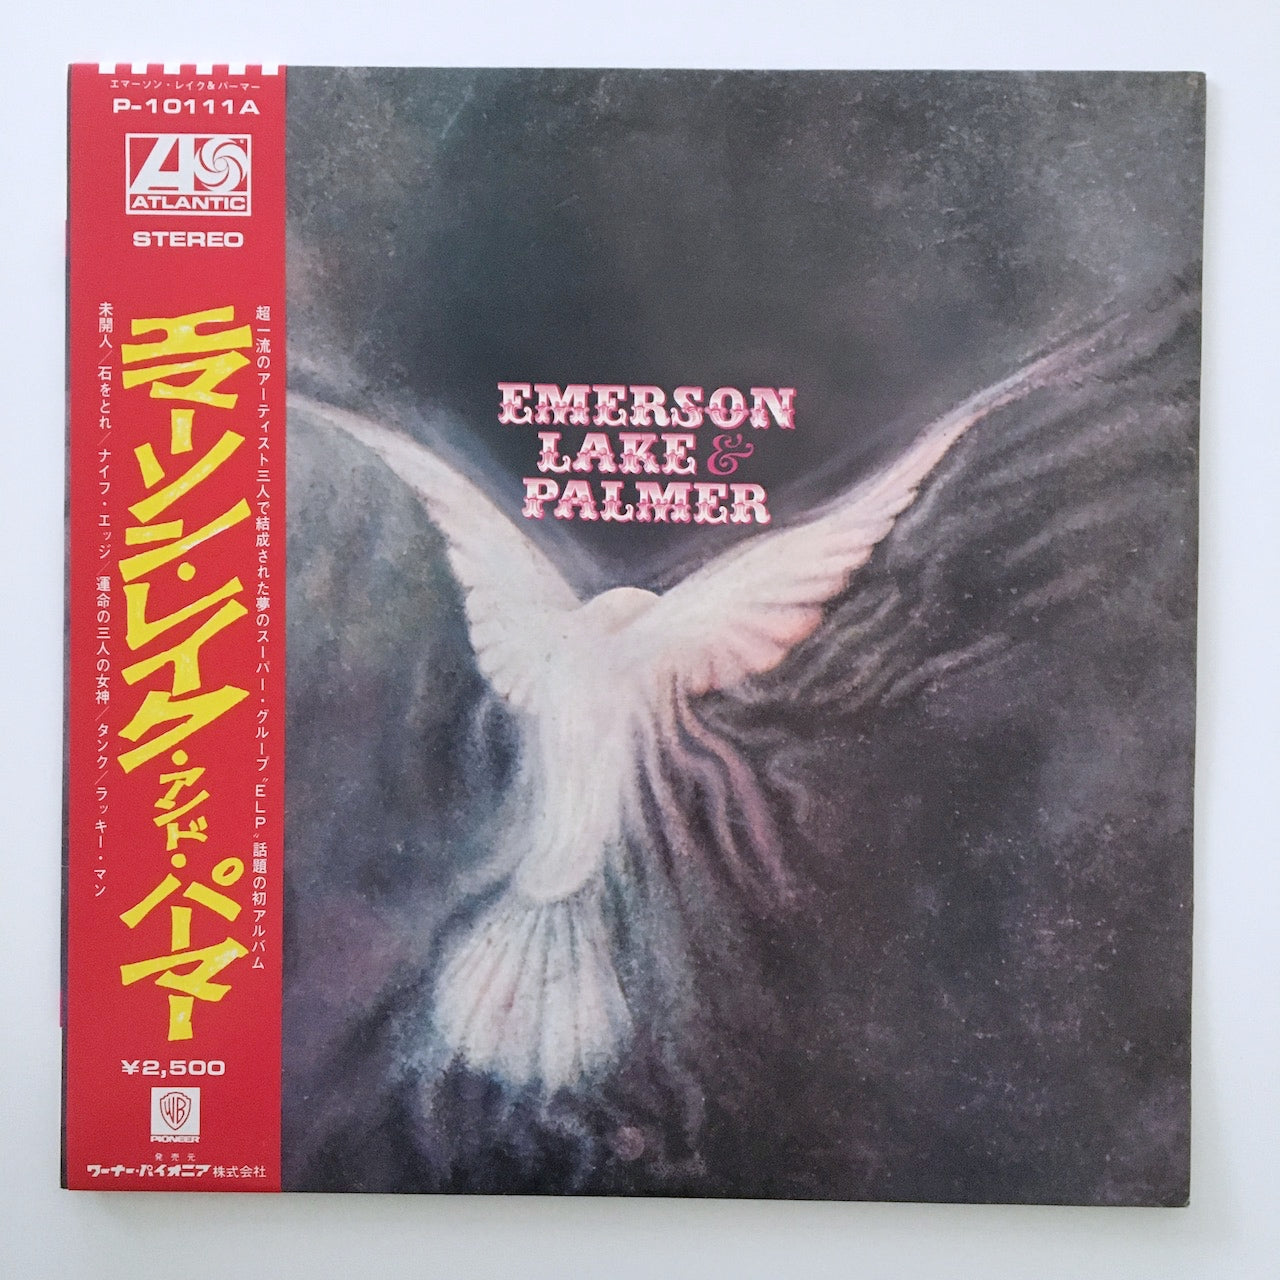 エマーソン・レイク&パーマー
P-10111A
ATLANTIC
STEREO
超一流のアーティスト三人で結成された夢のスーパー・グループ〝ELP〟話題の初アルバム
エマーソン・レイク・アンド・パーマー
未開人/石をとれ/ナイフ・エッジ/運命の三人の女神/タンク/ラッキー・マン
¥2,500
WB
PIONEER
発売元
ワーナー・パイオニア株式会社
EMERSON
LAKE &
PALMER